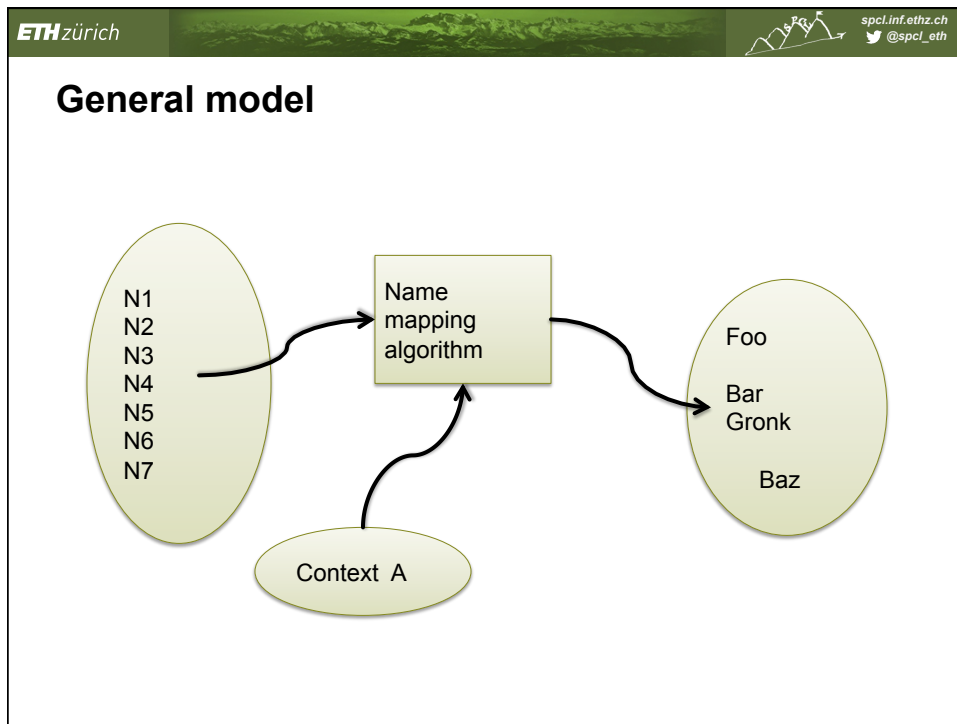 ETH zürich
spcl.inf.ethz.ch
@spcl_eth
General model
N1
N2
N3
N4
N5
N6
N7
Name
mapping
algorithm
Foo
Bar
Gronk
Baz
Context A